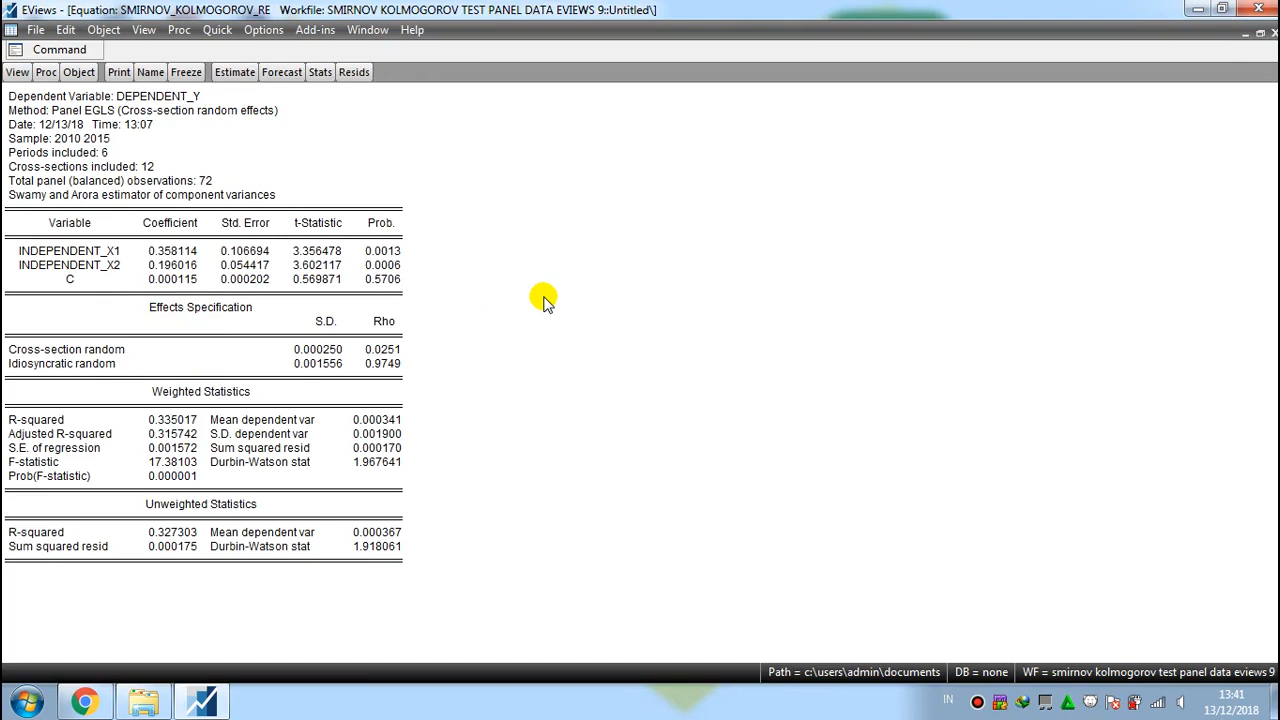 EViews - [Equation: SMIRNOV_KOLMOGOROV_RE   Workfile: SMIRNOV KOLMOGOROV TEST PANEL DATA EVIEWS 9::Untitled\]
File Edit Object View Proc Quick Options Add-ins Window Help
Command
View Proc Object Print Name Freeze Estimate Forecast Stats Resids
Dependent Variable: DEPENDENT_Y
Method: Panel EGLS (Cross-section random effects)
Date: 12/13/18   Time: 13:07
Sample: 2010 2015
Periods included: 6
Cross-sections included: 12
Total panel (balanced) observations: 72
Swamy and Arora estimator of component variances
Variable Coefficient Std. Error t-Statistic Prob.
INDEPENDENT_X1 0.358114 0.106694 3.356478 0.0013
INDEPENDENT_X2 0.196016 0.054417 3.602117 0.0006
C 0.000115 0.000202 0.569871 0.5706
Effects Specification
S.D. Rho
Cross-section random 0.000250 0.0251
Idiosyncratic random 0.001556 0.9749
Weighted Statistics
R-squared 0.335017 Mean dependent var 0.000341
Adjusted R-squared 0.315742 S.D. dependent var 0.001900
S.E. of regression 0.001572 Sum squared resid 0.000170
F-statistic 17.38103 Durbin-Watson stat 1.967641
Prob(F-statistic) 0.000001
Unweighted Statistics
R-squared 0.327303 Mean dependent var 0.000367
Sum squared resid 0.000175 Durbin-Watson stat 1.918061
Path = c:\users\admin\documents DB = none WF = smirnov kolmogorov test panel data eviews 9
IN 13:41
13/12/2018